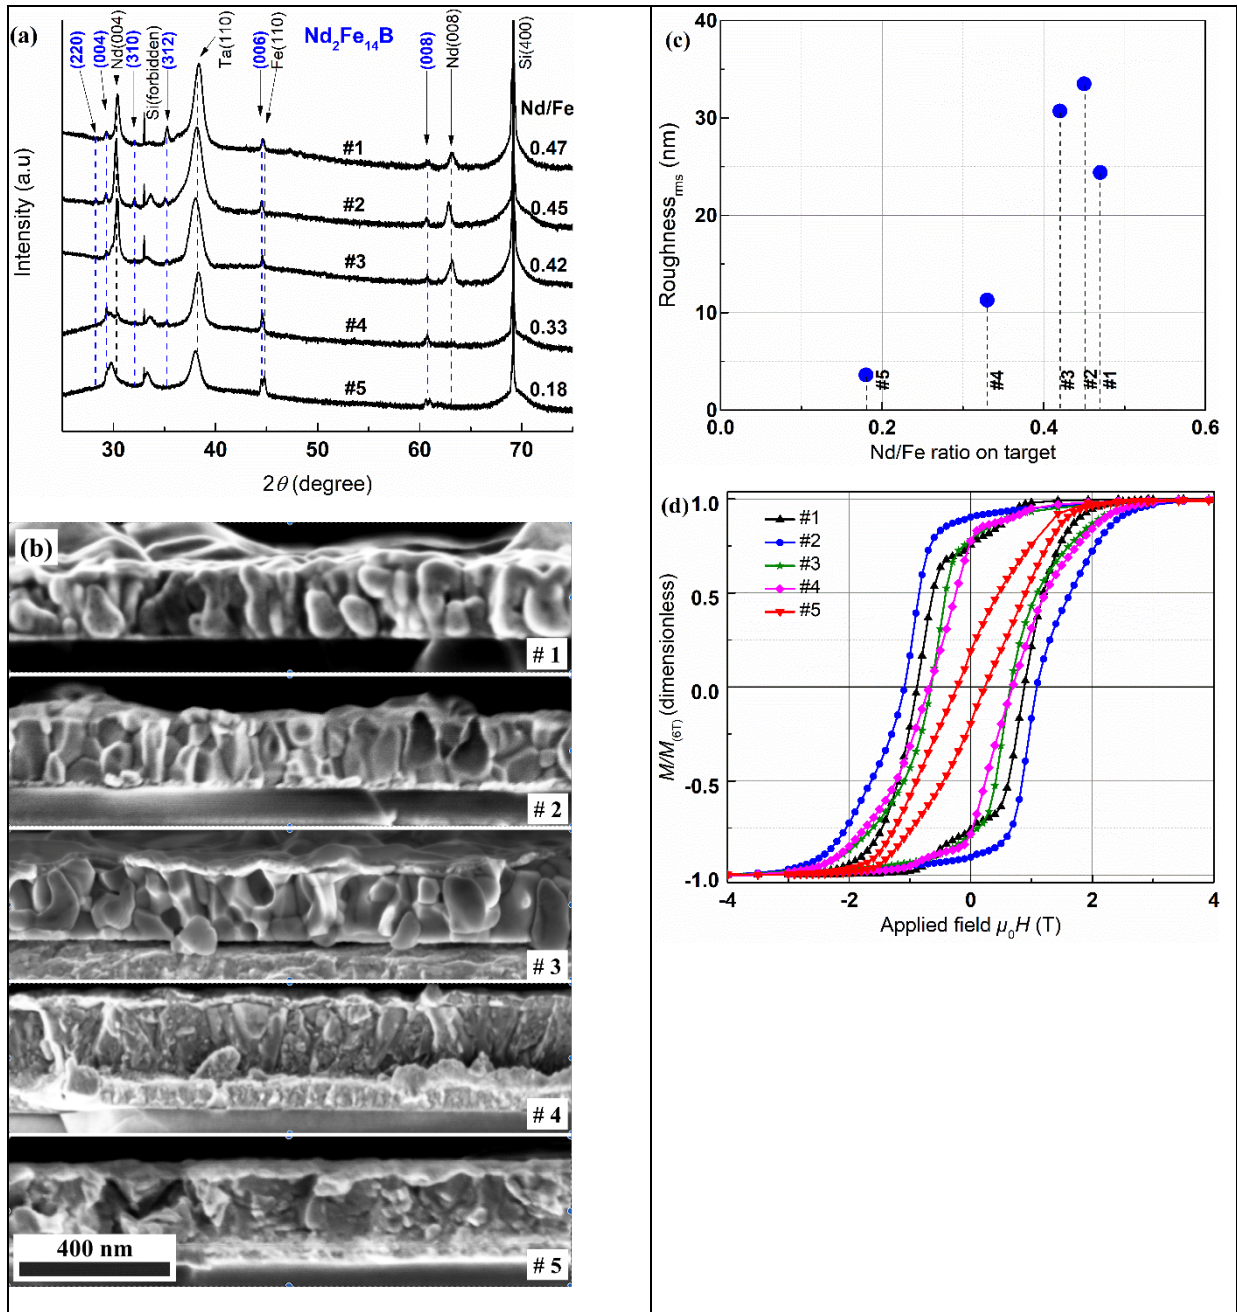 (a)
Nd₂Fe₁₄B
(220)
(004)
Nd(004)
(310)
Si(forbidden)
(312)
Ta(110)
(006)
Fe(110)
(008)
Nd(008)
Si(400)
Nd/Fe
#1 0.47
#2 0.45
#3 0.42
#4 0.33
#5 0.18
Intensity (a.u)
30 40 50 60 70
2θ (degree)
(b)
# 1
# 2
# 3
# 4
400 nm
# 5
(c)
Roughnessrms (nm)
40
30
20
10
0
#5
#4
#3
#2
#1
0.0 0.2 0.4 0.6
Nd/Fe ratio on target
(d)
#1
#2
#3
#4
#5
M/M(6T) (dimensionless)
1.0
0.5
0.0
-0.5
-1.0
-4 -2 0 2 4
Applied field μ₀H (T)